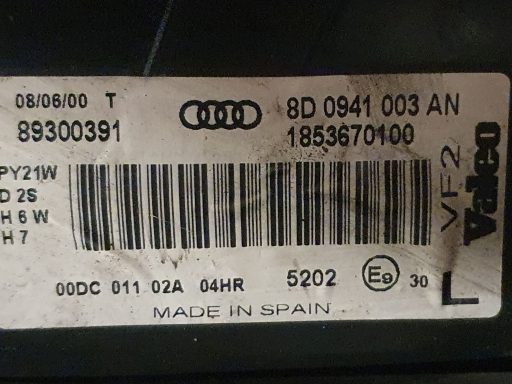 08/06/00 T
8D 0941 003 AN
89300391
1853670100
PY21W
D 2S
H 6 W
H 7
VF2
Valeo
00DC 011 02A 04HR
5202
E9
30
L
MADE IN SPAIN